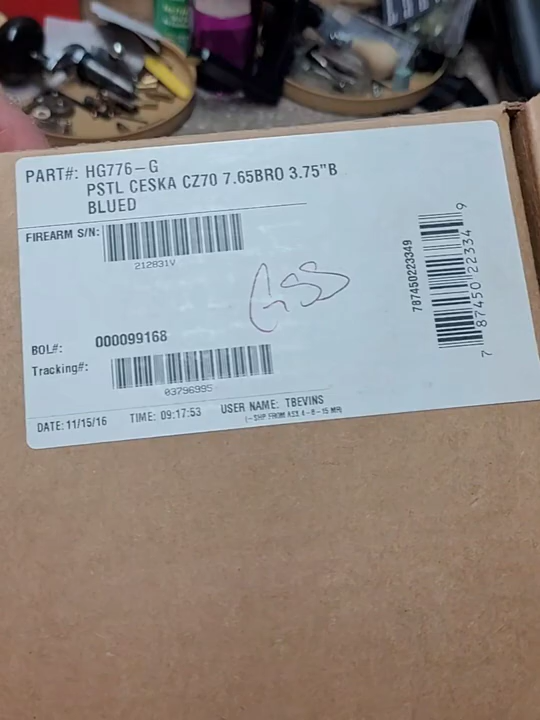 PART#: HG776-G
PSTL CESKA CZ70 7.65BRO 3.75"B
BLUED
FIREARM S/N:
212831V
GSS
787450223349
7 87450 22334 9
BOL#: 000099168
Tracking#:
03796995
DATE: 11/15/16 TIME: 09:17:53 USER NAME: TBEVINS